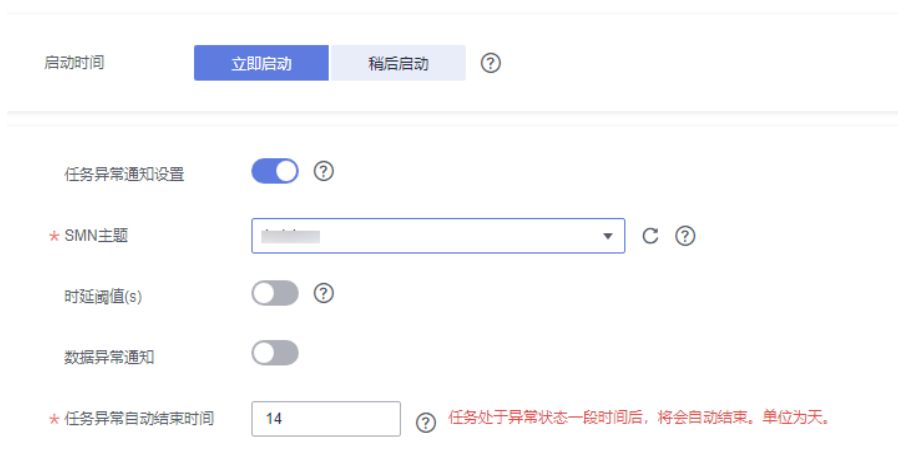 启动时间 立即启动 稍后启动 ?
任务异常通知设置 ?
* SMN主题 ?
时延阈值(s) ?
数据异常通知
* 任务异常自动结束时间 14 ? 任务处于异常状态一段时间后，将会自动结束。单位为天。